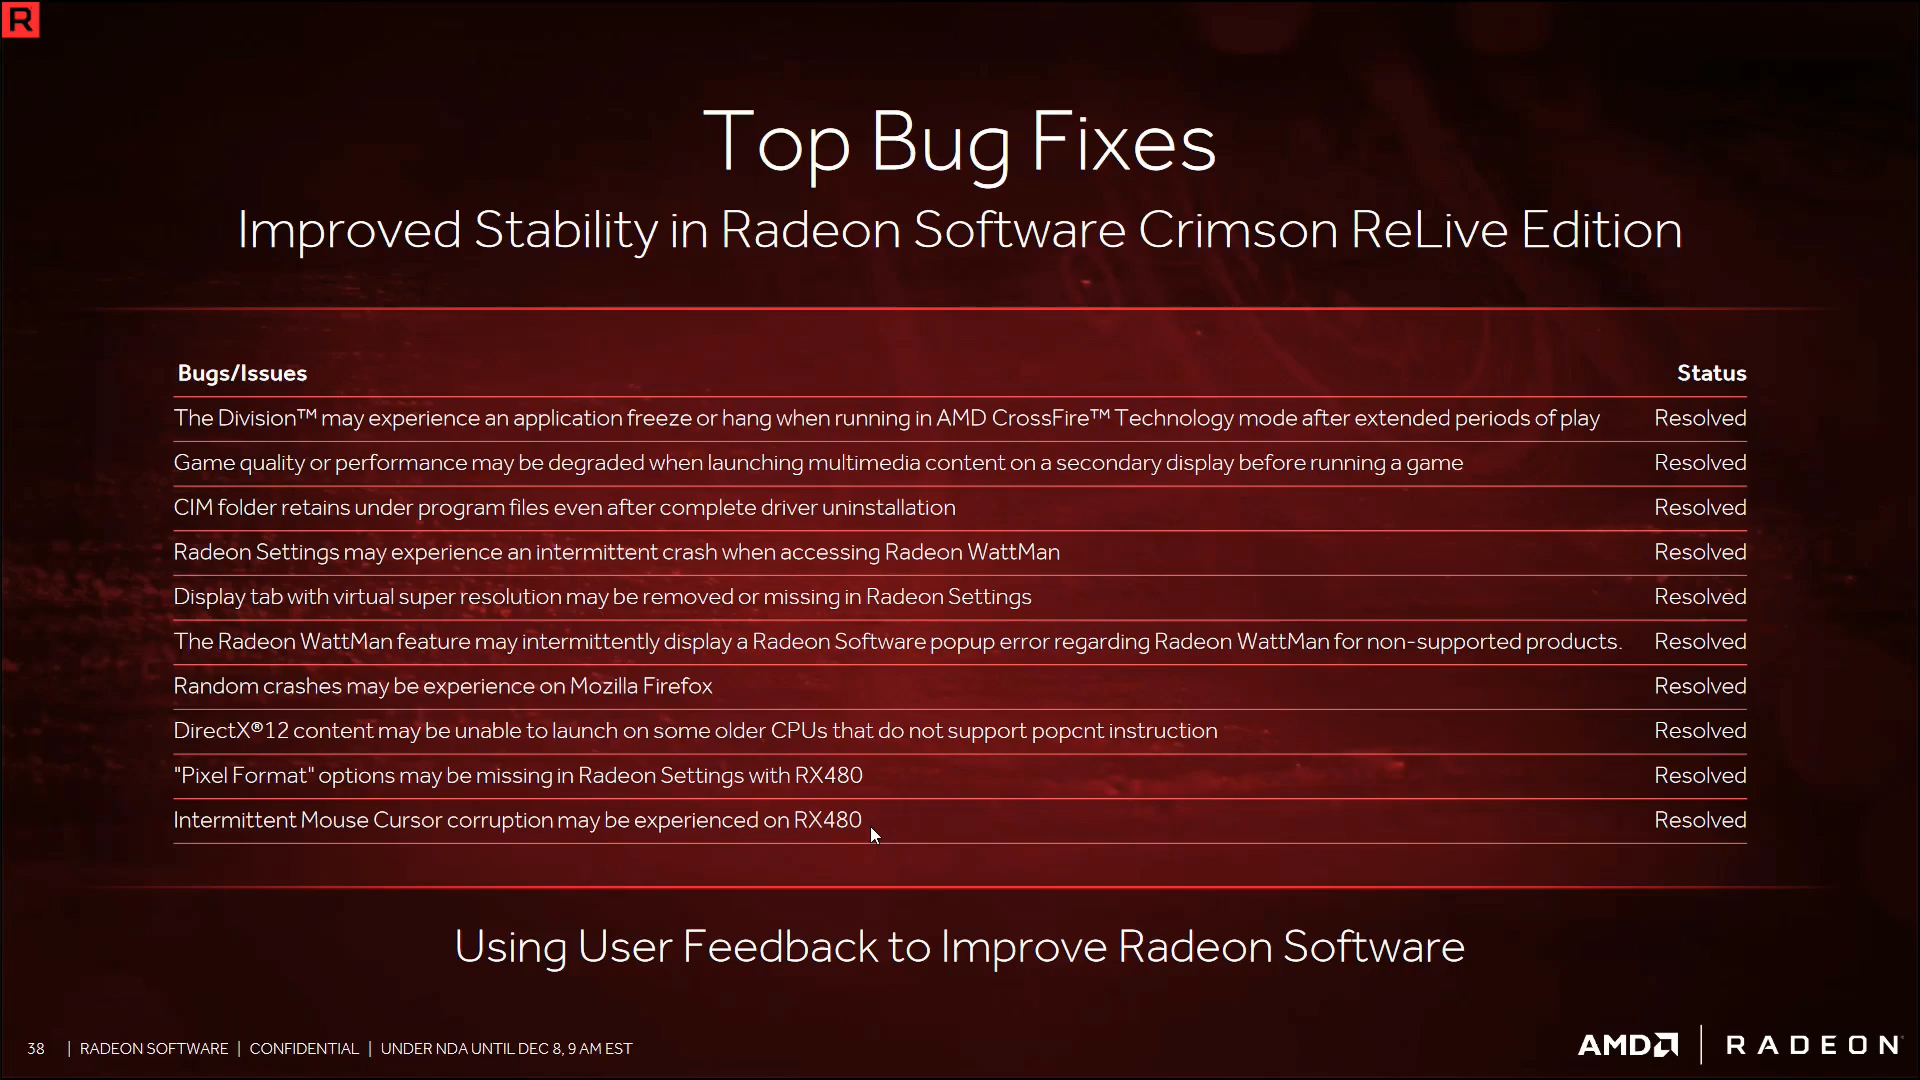 R
Top Bug Fixes
Improved Stability in Radeon Software Crimson ReLive Edition
Bugs/Issues Status
The Division™ may experience an application freeze or hang when running in AMD CrossFire™ Technology mode after extended periods of play Resolved
Game quality or performance may be degraded when launching multimedia content on a secondary display before running a game Resolved
CIM folder retains under program files even after complete driver uninstallation Resolved
Radeon Settings may experience an intermittent crash when accessing Radeon WattMan Resolved
Display tab with virtual super resolution may be removed or missing in Radeon Settings Resolved
The Radeon WattMan feature may intermittently display a Radeon Software popup error regarding Radeon WattMan for non-supported products. Resolved
Random crashes may be experience on Mozilla Firefox Resolved
DirectX®12 content may be unable to launch on some older CPUs that do not support popcnt instruction Resolved
"Pixel Format" options may be missing in Radeon Settings with RX480 Resolved
Intermittent Mouse Cursor corruption may be experienced on RX480 Resolved
Using User Feedback to Improve Radeon Software
38 | RADEON SOFTWARE | CONFIDENTIAL | UNDER NDA UNTIL DEC 8, 9 AM EST
AMD | RADEON